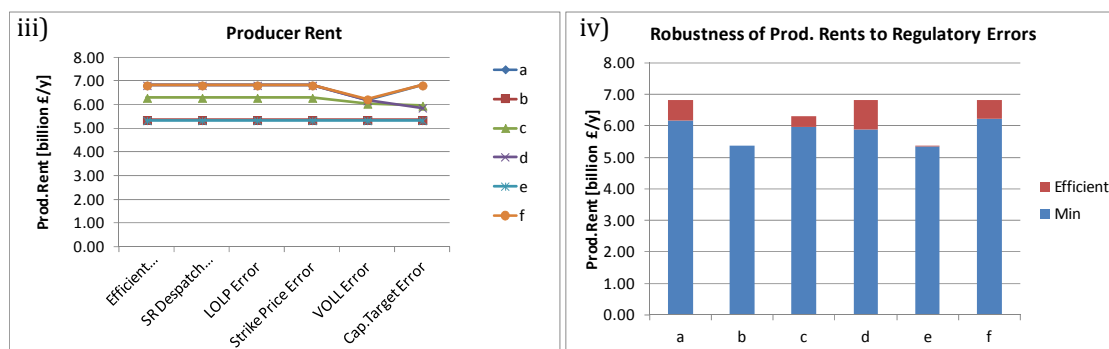 iii)
Producer Rent
Prod.Rent [billion £/y]
8.00
7.00
6.00
5.00
4.00
3.00
2.00
1.00
0.00
Efficient...
SR Despatch...
LOLP Error
Strike Price Error
VOLL Error
Cap.Target Error
a
b
c
d
e
f
iv)
Robustness of Prod. Rents to Regulatory Errors
Prod.Rent [billion £/y]
8.00
7.00
6.00
5.00
4.00
3.00
2.00
1.00
0.00
a b c d e f
Efficient
Min